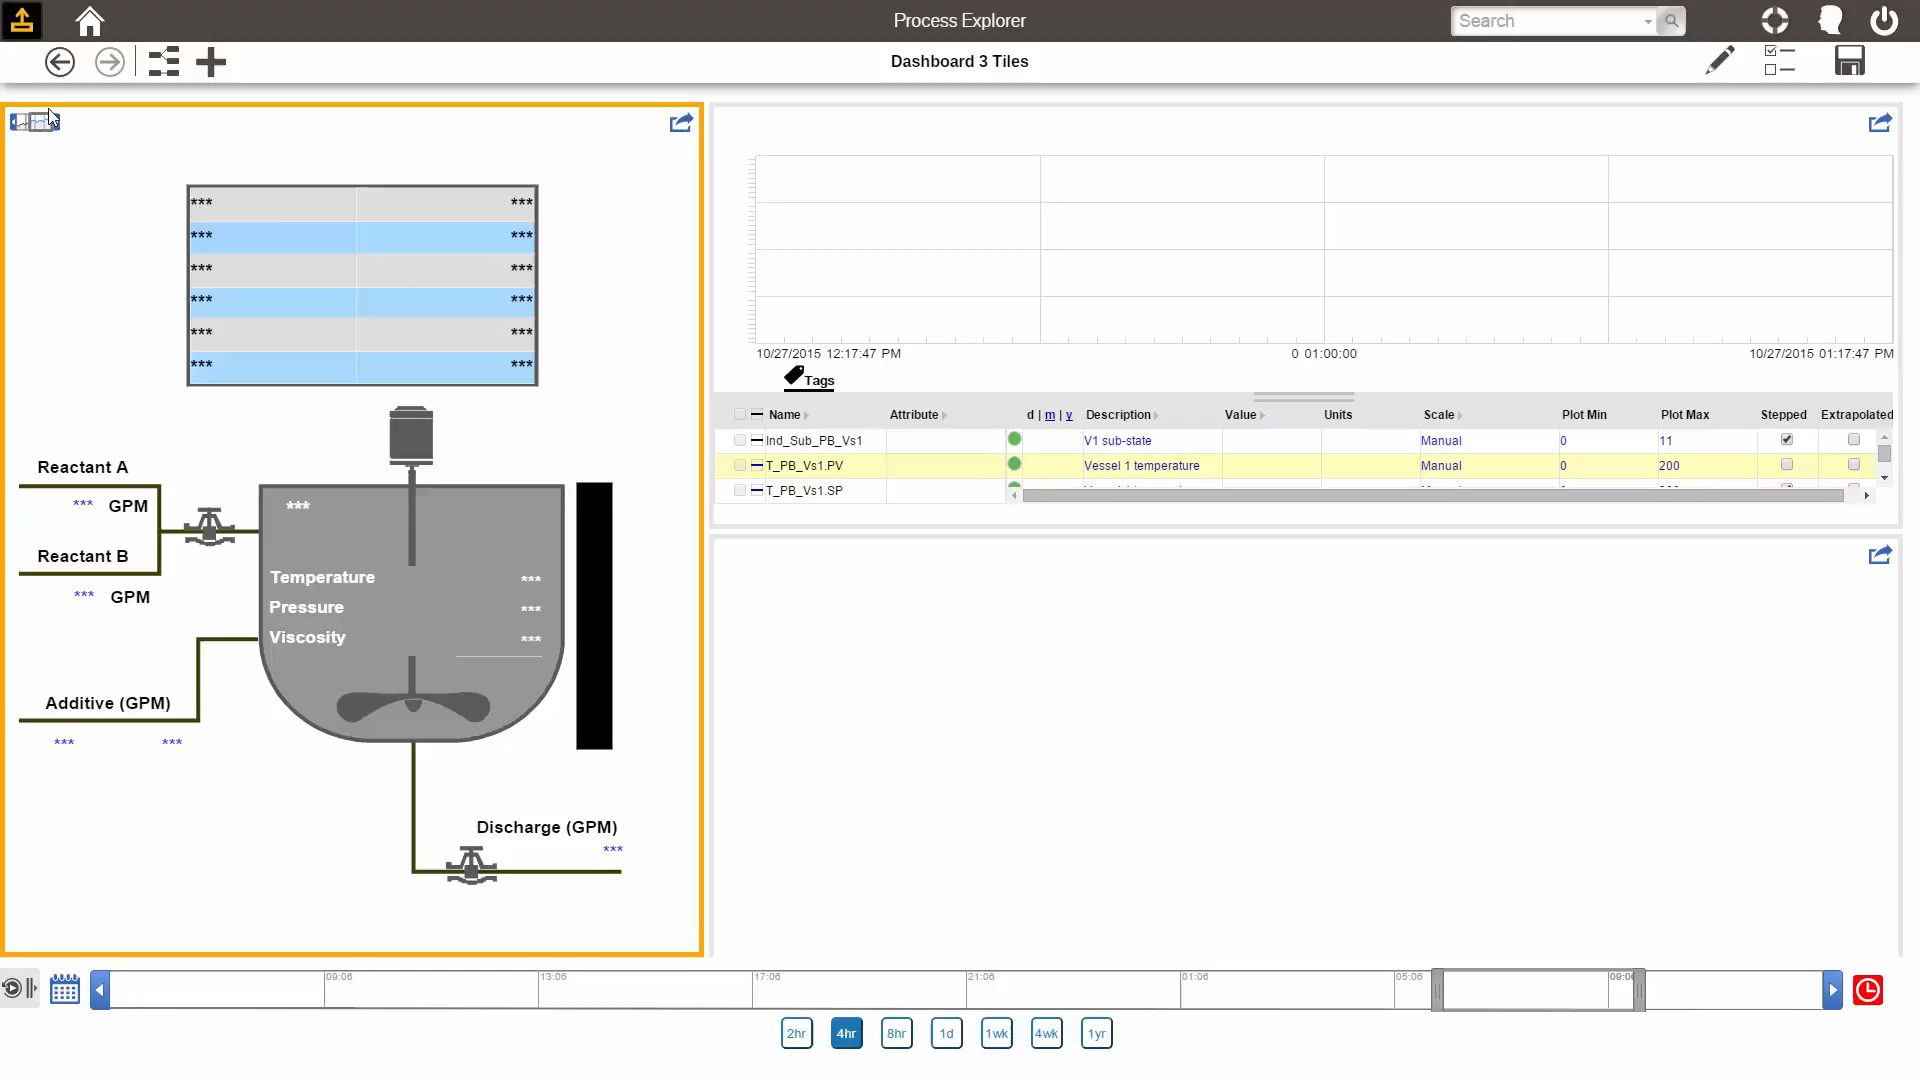 Process Explorer
Search
Dashboard 3 Tiles
*** ***
*** ***
*** ***
*** ***
*** ***
*** ***
Reactant A
*** GPM
Reactant B
*** GPM
***
Temperature ***
Pressure ***
Viscosity ***
Additive (GPM)
*** ***
Discharge (GPM)
***
10/27/2015 12:17:47 PM 0 01:00:00 10/27/2015 01:17:47 PM
Tags
Name Attribute d | m | v Description Value Units Scale Plot Min Plot Max Stepped Extrapolated
Ind_Sub_PB_Vs1 V1 sub-state Manual 0 11
T_PB_Vs1.PV Vessel 1 temperature Manual 0 200
T_PB_Vs1.SP
09:06 13:06 17:06 21:06 01:06 05:06 09:06
2hr 4hr 8hr 1d 1wk 4wk 1yr